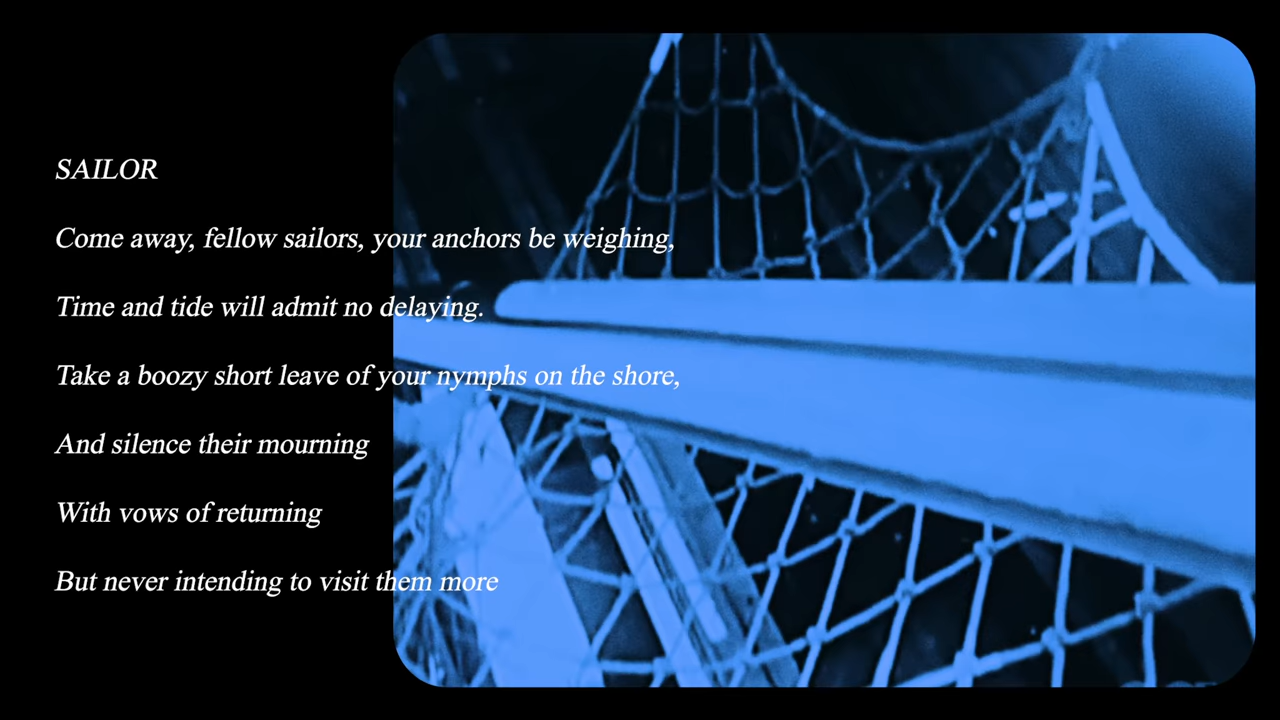 SAILOR
Come away, fellow sailors, your anchors be weighing,
Time and tide will admit no delaying.
Take a boozy short leave of your nymphs on the shore,
And silence their mourning
With vows of returning
But never intending to visit them more